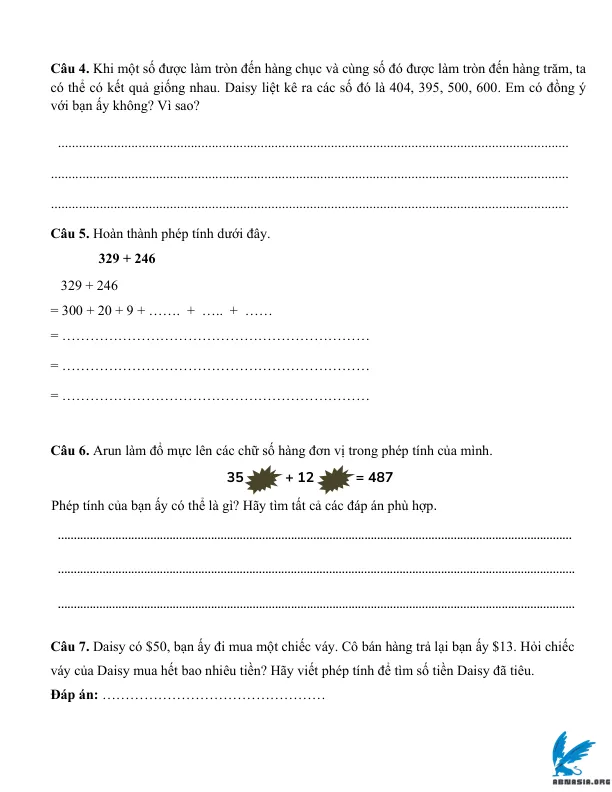 Câu 4. Khi một số được làm tròn đến hàng chục và cùng số đó được làm tròn đến hàng trăm, ta
có thể có kết quả giống nhau. Daisy liệt kê ra các số đó là 404, 395, 500, 600. Em có đồng ý
với bạn ấy không? Vì sao?
Câu 5. Hoàn thành phép tính dưới đây.
329 + 246
329 + 246
= 300 + 20 + 9 + ……. + ….. + ……
= …………………………………………………………
= …………………………………………………………
= …………………………………………………………
Câu 6. Arun làm đổ mực lên các chữ số hàng đơn vị trong phép tính của mình.
35 + 12 = 487
Phép tính của bạn ấy có thể là gì? Hãy tìm tất cả các đáp án phù hợp.
Câu 7. Daisy có $50, bạn ấy đi mua một chiếc váy. Cô bán hàng trả lại bạn ấy $13. Hỏi chiếc
váy của Daisy mua hết bao nhiêu tiền? Hãy viết phép tính để tìm số tiền Daisy đã tiêu.
Đáp án: …………………………………………
ABNASIA.ORG